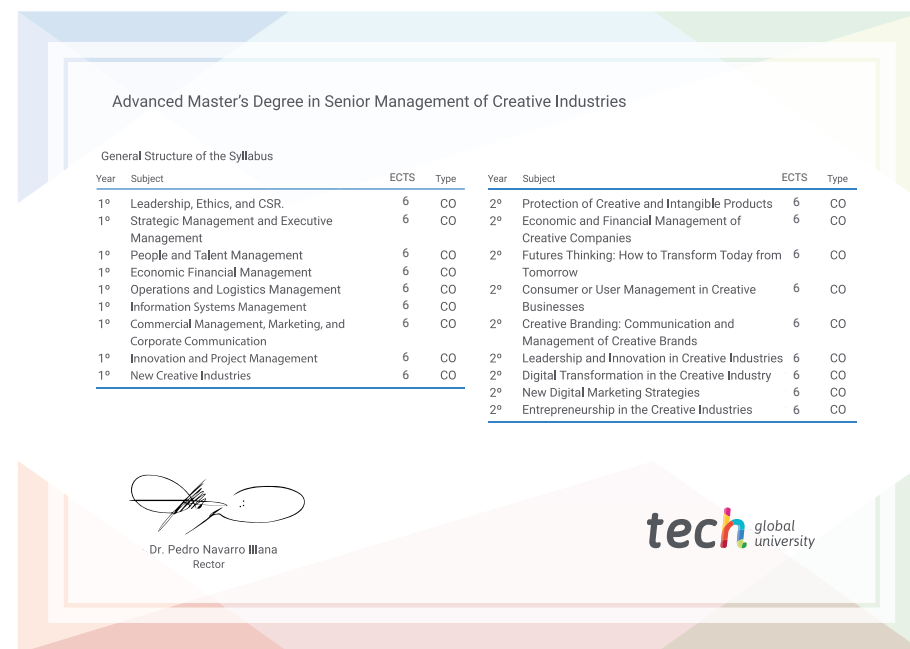 Advanced Master’s Degree in Senior Management of Creative Industries
General Structure of the Syllabus
Year Subject ECTS Type
1º Leadership, Ethics, and CSR. 6 CO
1º Strategic Management and Executive 6 CO
Management
1º People and Talent Management 6 CO
1º Economic Financial Management 6 CO
1º Operations and Logistics Management 6 CO
1º Information Systems Management 6 CO
1º Commercial Management, Marketing, and 6 CO
Corporate Communication
1º Innovation and Project Management 6 CO
1º New Creative Industries 6 CO
Year Subject ECTS Type
2º Protection of Creative and Intangible Products 6 CO
2º Economic and Financial Management of 6 CO
Creative Companies
2º Futures Thinking: How to Transform Today from 6 CO
Tomorrow
2º Consumer or User Management in Creative 6 CO
Businesses
2º Creative Branding: Communication and 6 CO
Management of Creative Brands
2º Leadership and Innovation in Creative Industries 6 CO
2º Digital Transformation in the Creative Industry 6 CO
2º New Digital Marketing Strategies 6 CO
2º Entrepreneurship in the Creative Industries 6 CO
Dr. Pedro Navarro Illana
Rector
tech global
university